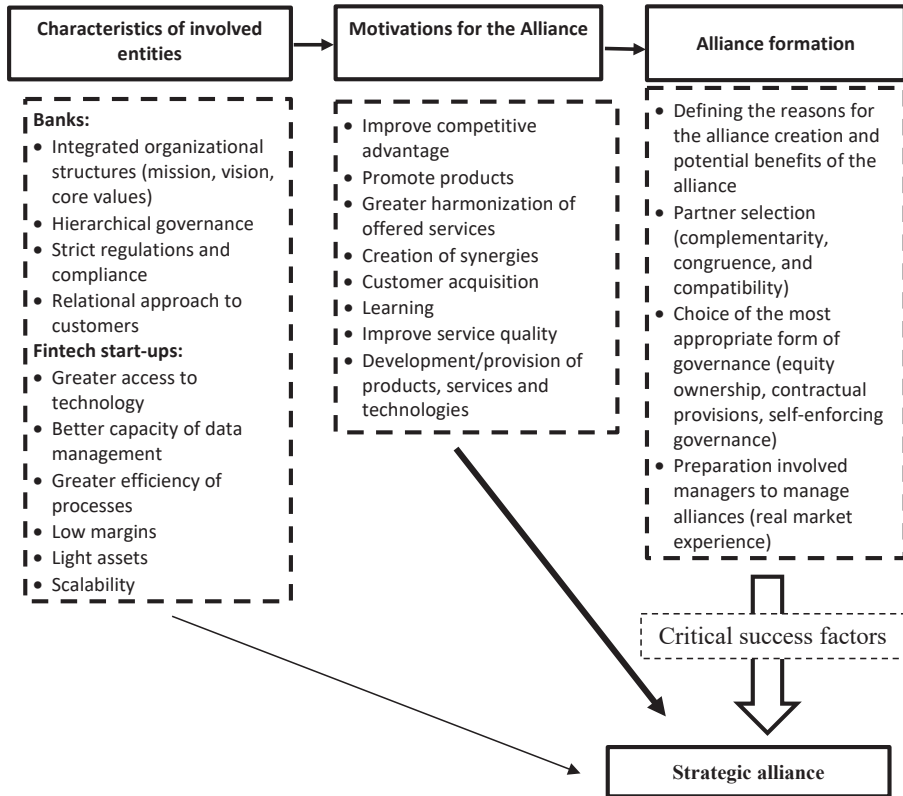 Characteristics of involved
entities
Motivations for the Alliance
Alliance formation
Banks:
• Integrated organizational
structures (mission, vision,
core values)
• Hierarchical governance
• Strict regulations and
compliance
• Relational approach to
customers
Fintech start-ups:
• Greater access to
technology
• Better capacity of data
management
• Greater efficiency of
processes
• Low margins
• Light assets
• Scalability
• Improve competitive
advantage
• Promote products
• Greater harmonization of
offered services
• Creation of synergies
• Customer acquisition
• Learning
• Improve service quality
• Development/provision of
products, services and
technologies
• Defining the reasons for
the alliance creation and
potential benefits of the
alliance
• Partner selection
(complementarity,
congruence, and
compatibility)
• Choice of the most
appropriate form of
governance (equity
ownership, contractual
provisions, self-enforcing
governance)
• Preparation involved
managers to manage
alliances (real market
experience)
Critical success factors
Strategic alliance